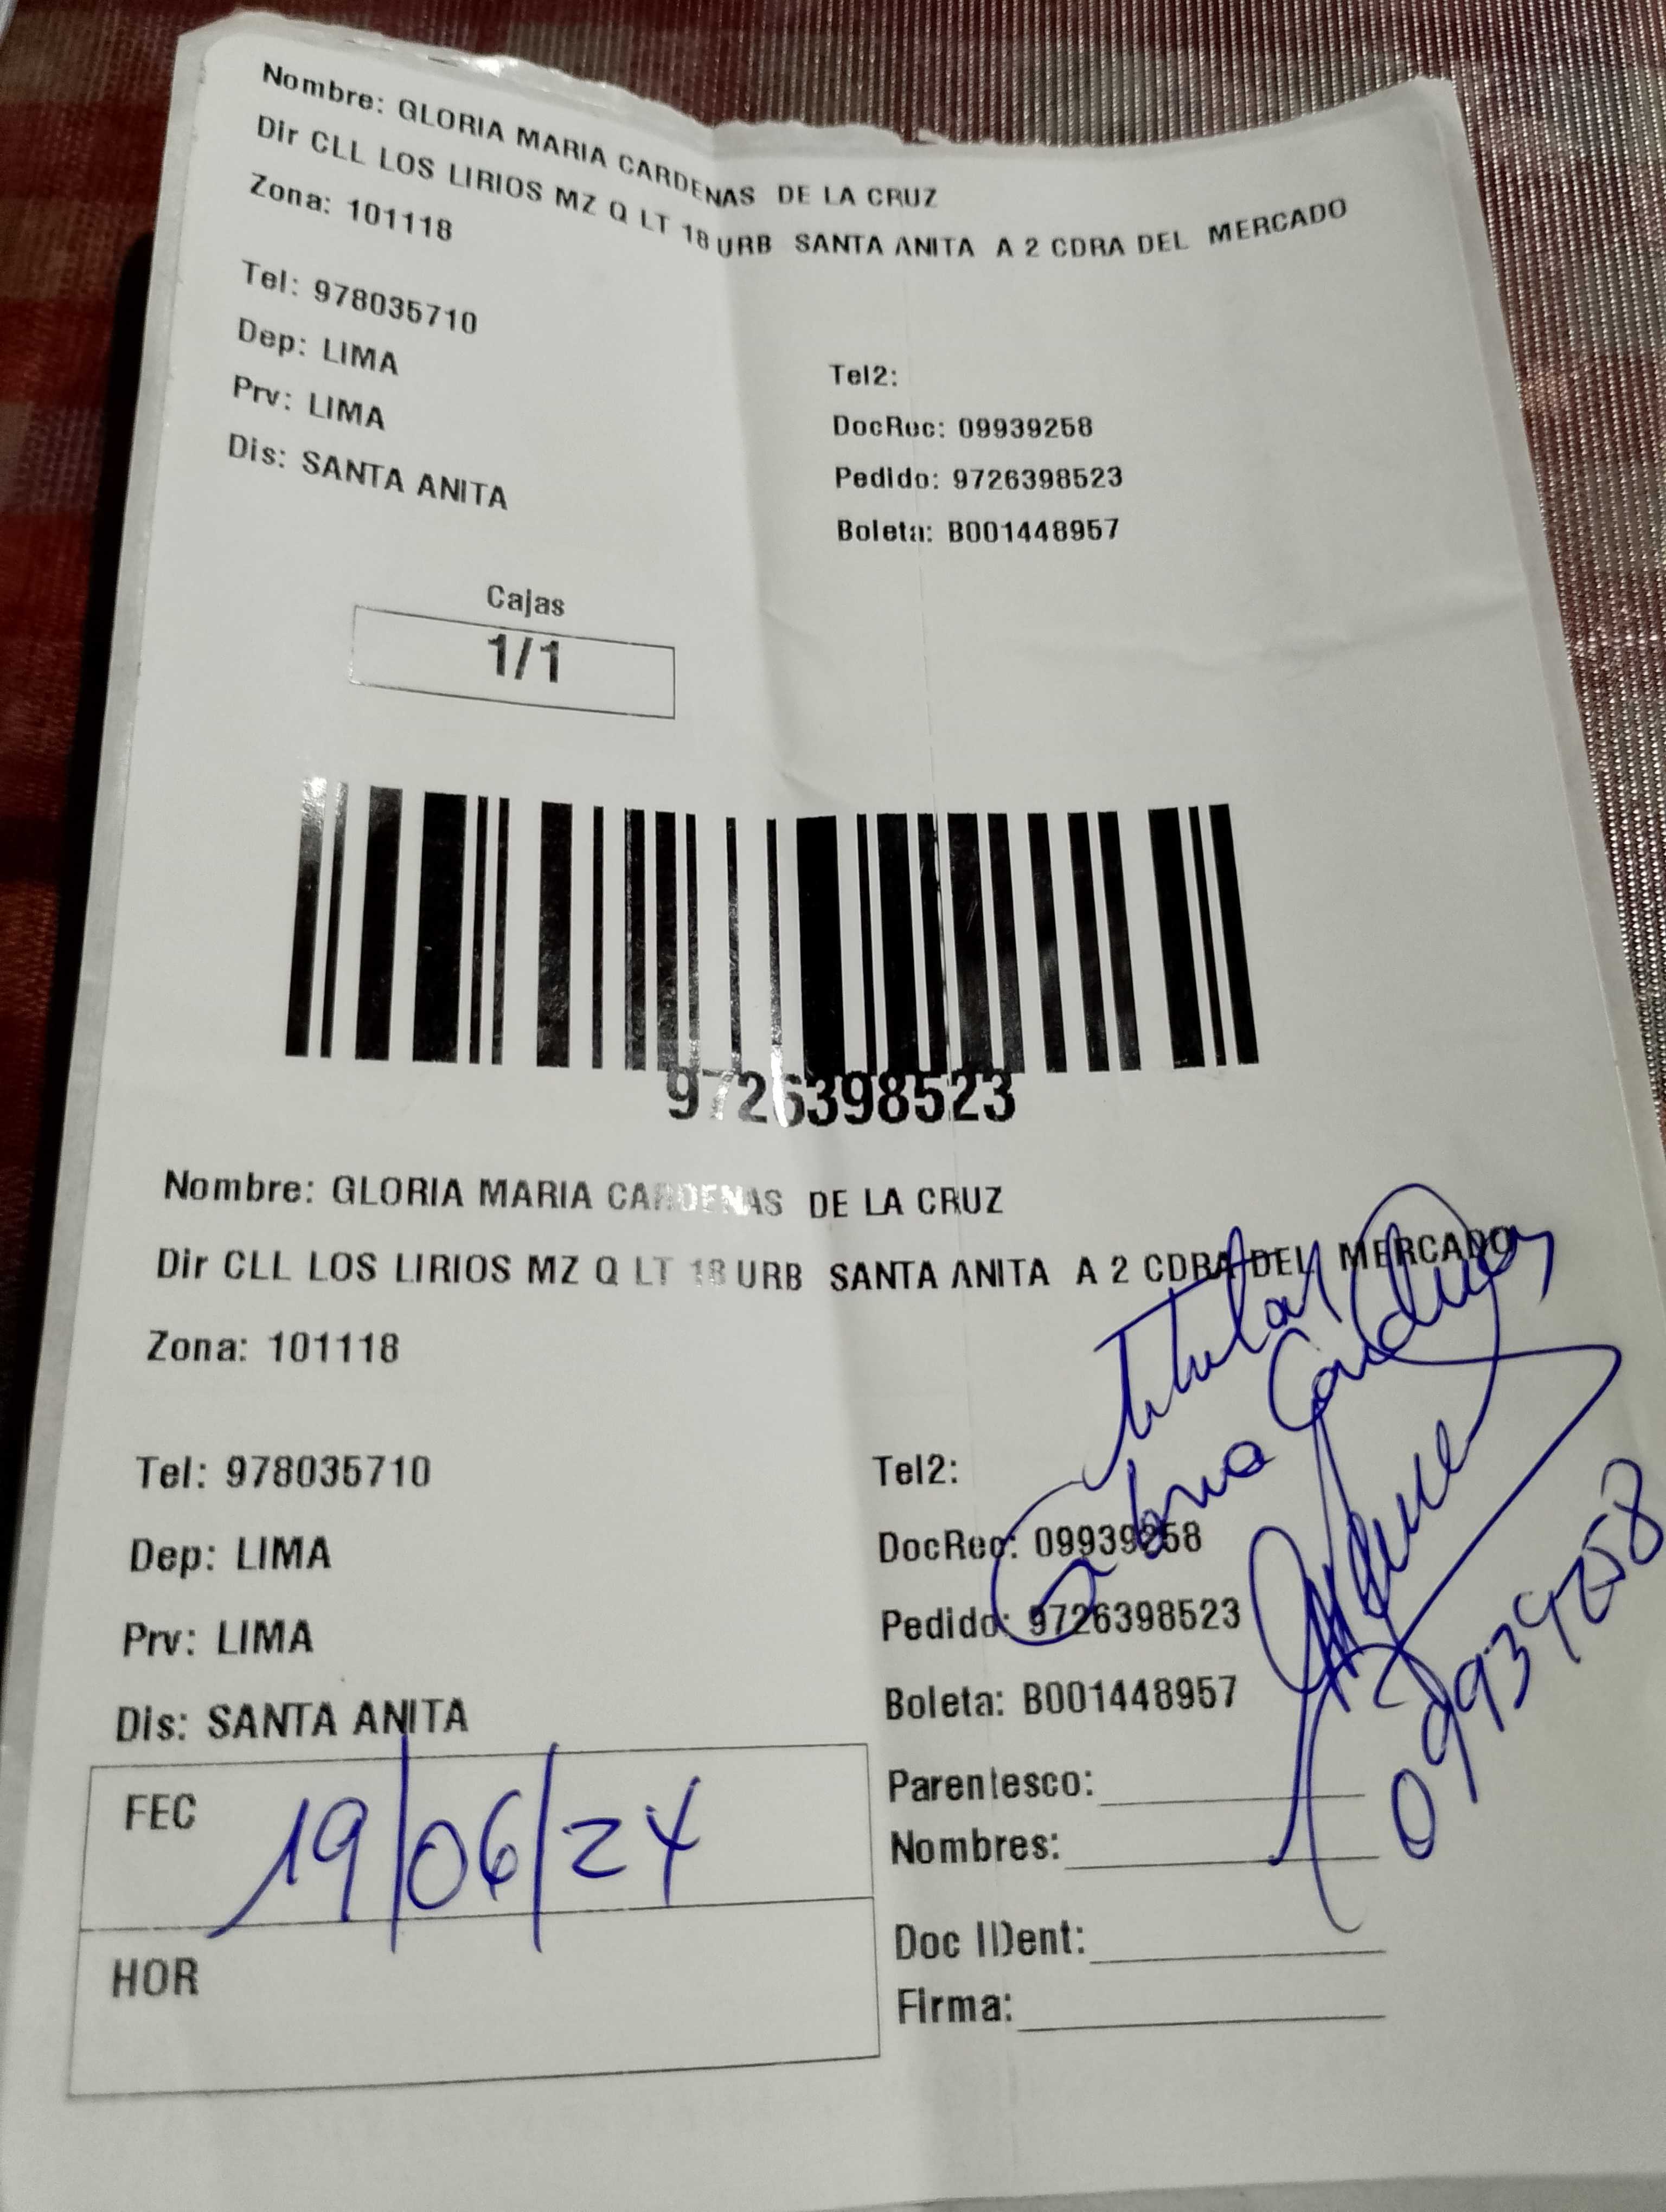 Nombre: GLORIA MARIA CARDENAS DE LA CRUZ
Dir CLL LOS LIRIOS MZ Q LT 18 URB SANTA ANITA A 2 CDRA DEL MERCADO
Zona: 101118
Tel: 978035710
Tel2:
Dep: LIMA
DocRec: 09939258
Prv: LIMA
Pedido: 9726398523
Dis: SANTA ANITA
Boleta: B001448957
Cajas
1/1
9726398523
Nombre: GLORIA MARIA CARDENAS DE LA CRUZ
Dir CLL LOS LIRIOS MZ Q LT 18 URB SANTA ANITA A 2 CDRA DEL MERCADO
Zona: 101118
titular
Gloria Cardenas
Tel: 978035710
Tel2:
Dep: LIMA
DocRec: 09939258
Prv: LIMA
Pedido: 9726398523
Dis: SANTA ANITA
Boleta: B001448957
09939258
FEC 19/06/24
Parentesco:
Nombres:
HOR
Doc IDent:
Firma: